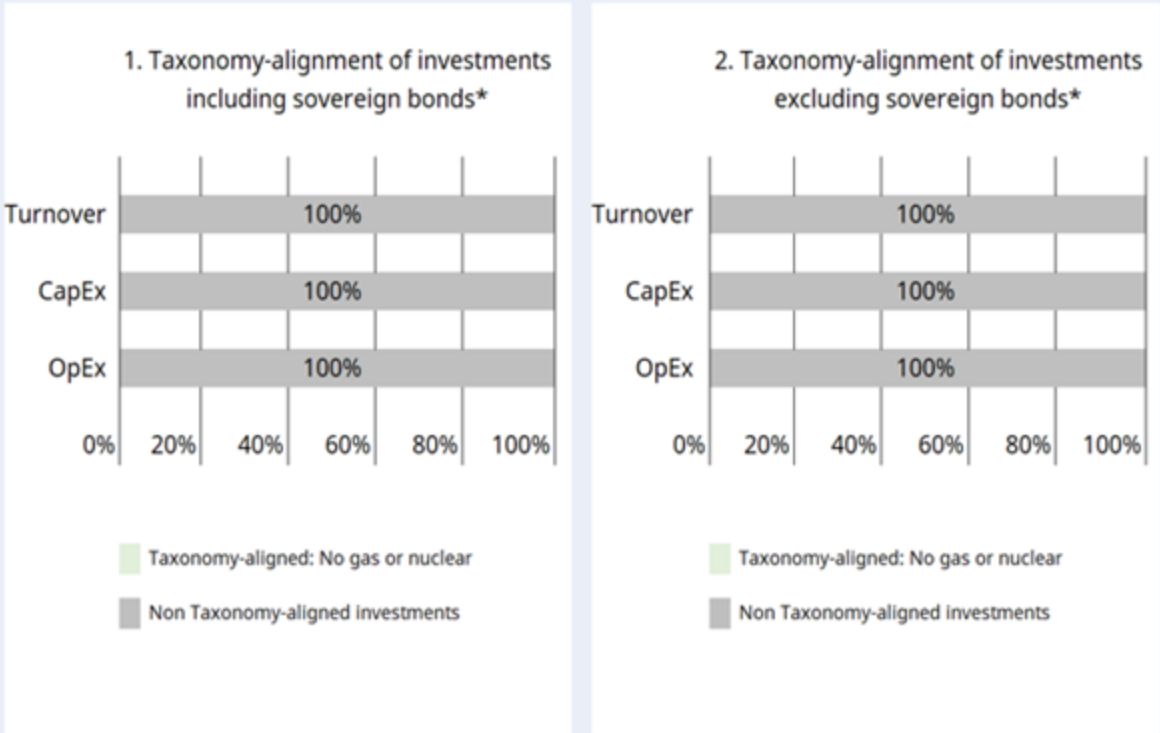 1. Taxonomy-alignment of investments
including sovereign bonds*
Turnover 100%
CapEx 100%
OpEx 100%
0% 20% 40% 60% 80% 100%
Taxonomy-aligned: No gas or nuclear
Non Taxonomy-aligned investments
2. Taxonomy-alignment of investments
excluding sovereign bonds*
Turnover 100%
CapEx 100%
OpEx 100%
0% 20% 40% 60% 80% 100%
Taxonomy-aligned: No gas or nuclear
Non Taxonomy-aligned investments